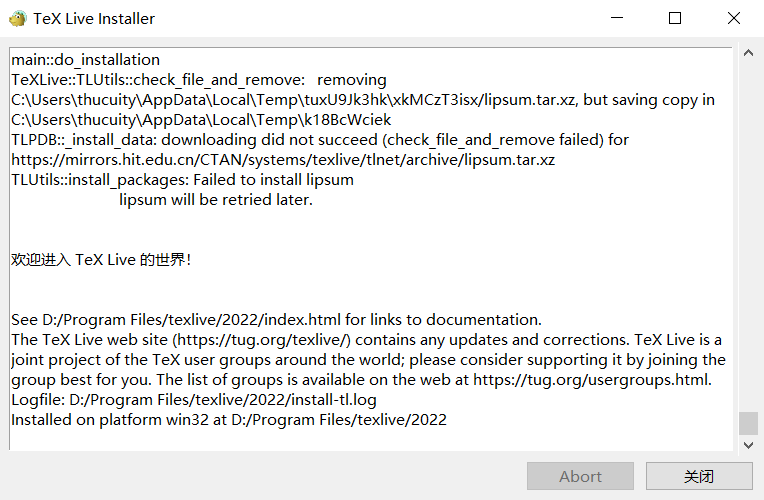 TeX Live Installer
main::do_installation
TeXLive::TLUtils::check_file_and_remove:   removing
C:\Users\thucuity\AppData\Local\Temp\tuxU9Jk3hk\xkMCzT3isx/lipsum.tar.xz, but saving copy in
C:\Users\thucuity\AppData\Local\Temp\k18BcWciek
TLPDB::_install_data: downloading did not succeed (check_file_and_remove failed) for
https://mirrors.hit.edu.cn/CTAN/systems/texlive/tlnet/archive/lipsum.tar.xz
TLUtils::install_packages: Failed to install lipsum
lipsum will be retried later.
欢迎进入 TeX Live 的世界！
See D:/Program Files/texlive/2022/index.html for links to documentation.
The TeX Live web site (https://tug.org/texlive/) contains any updates and corrections. TeX Live is a
joint project of the TeX user groups around the world; please consider supporting it by joining the
group best for you. The list of groups is available on the web at https://tug.org/usergroups.html.
Logfile: D:/Program Files/texlive/2022/install-tl.log
Installed on platform win32 at D:/Program Files/texlive/2022
Abort 关闭